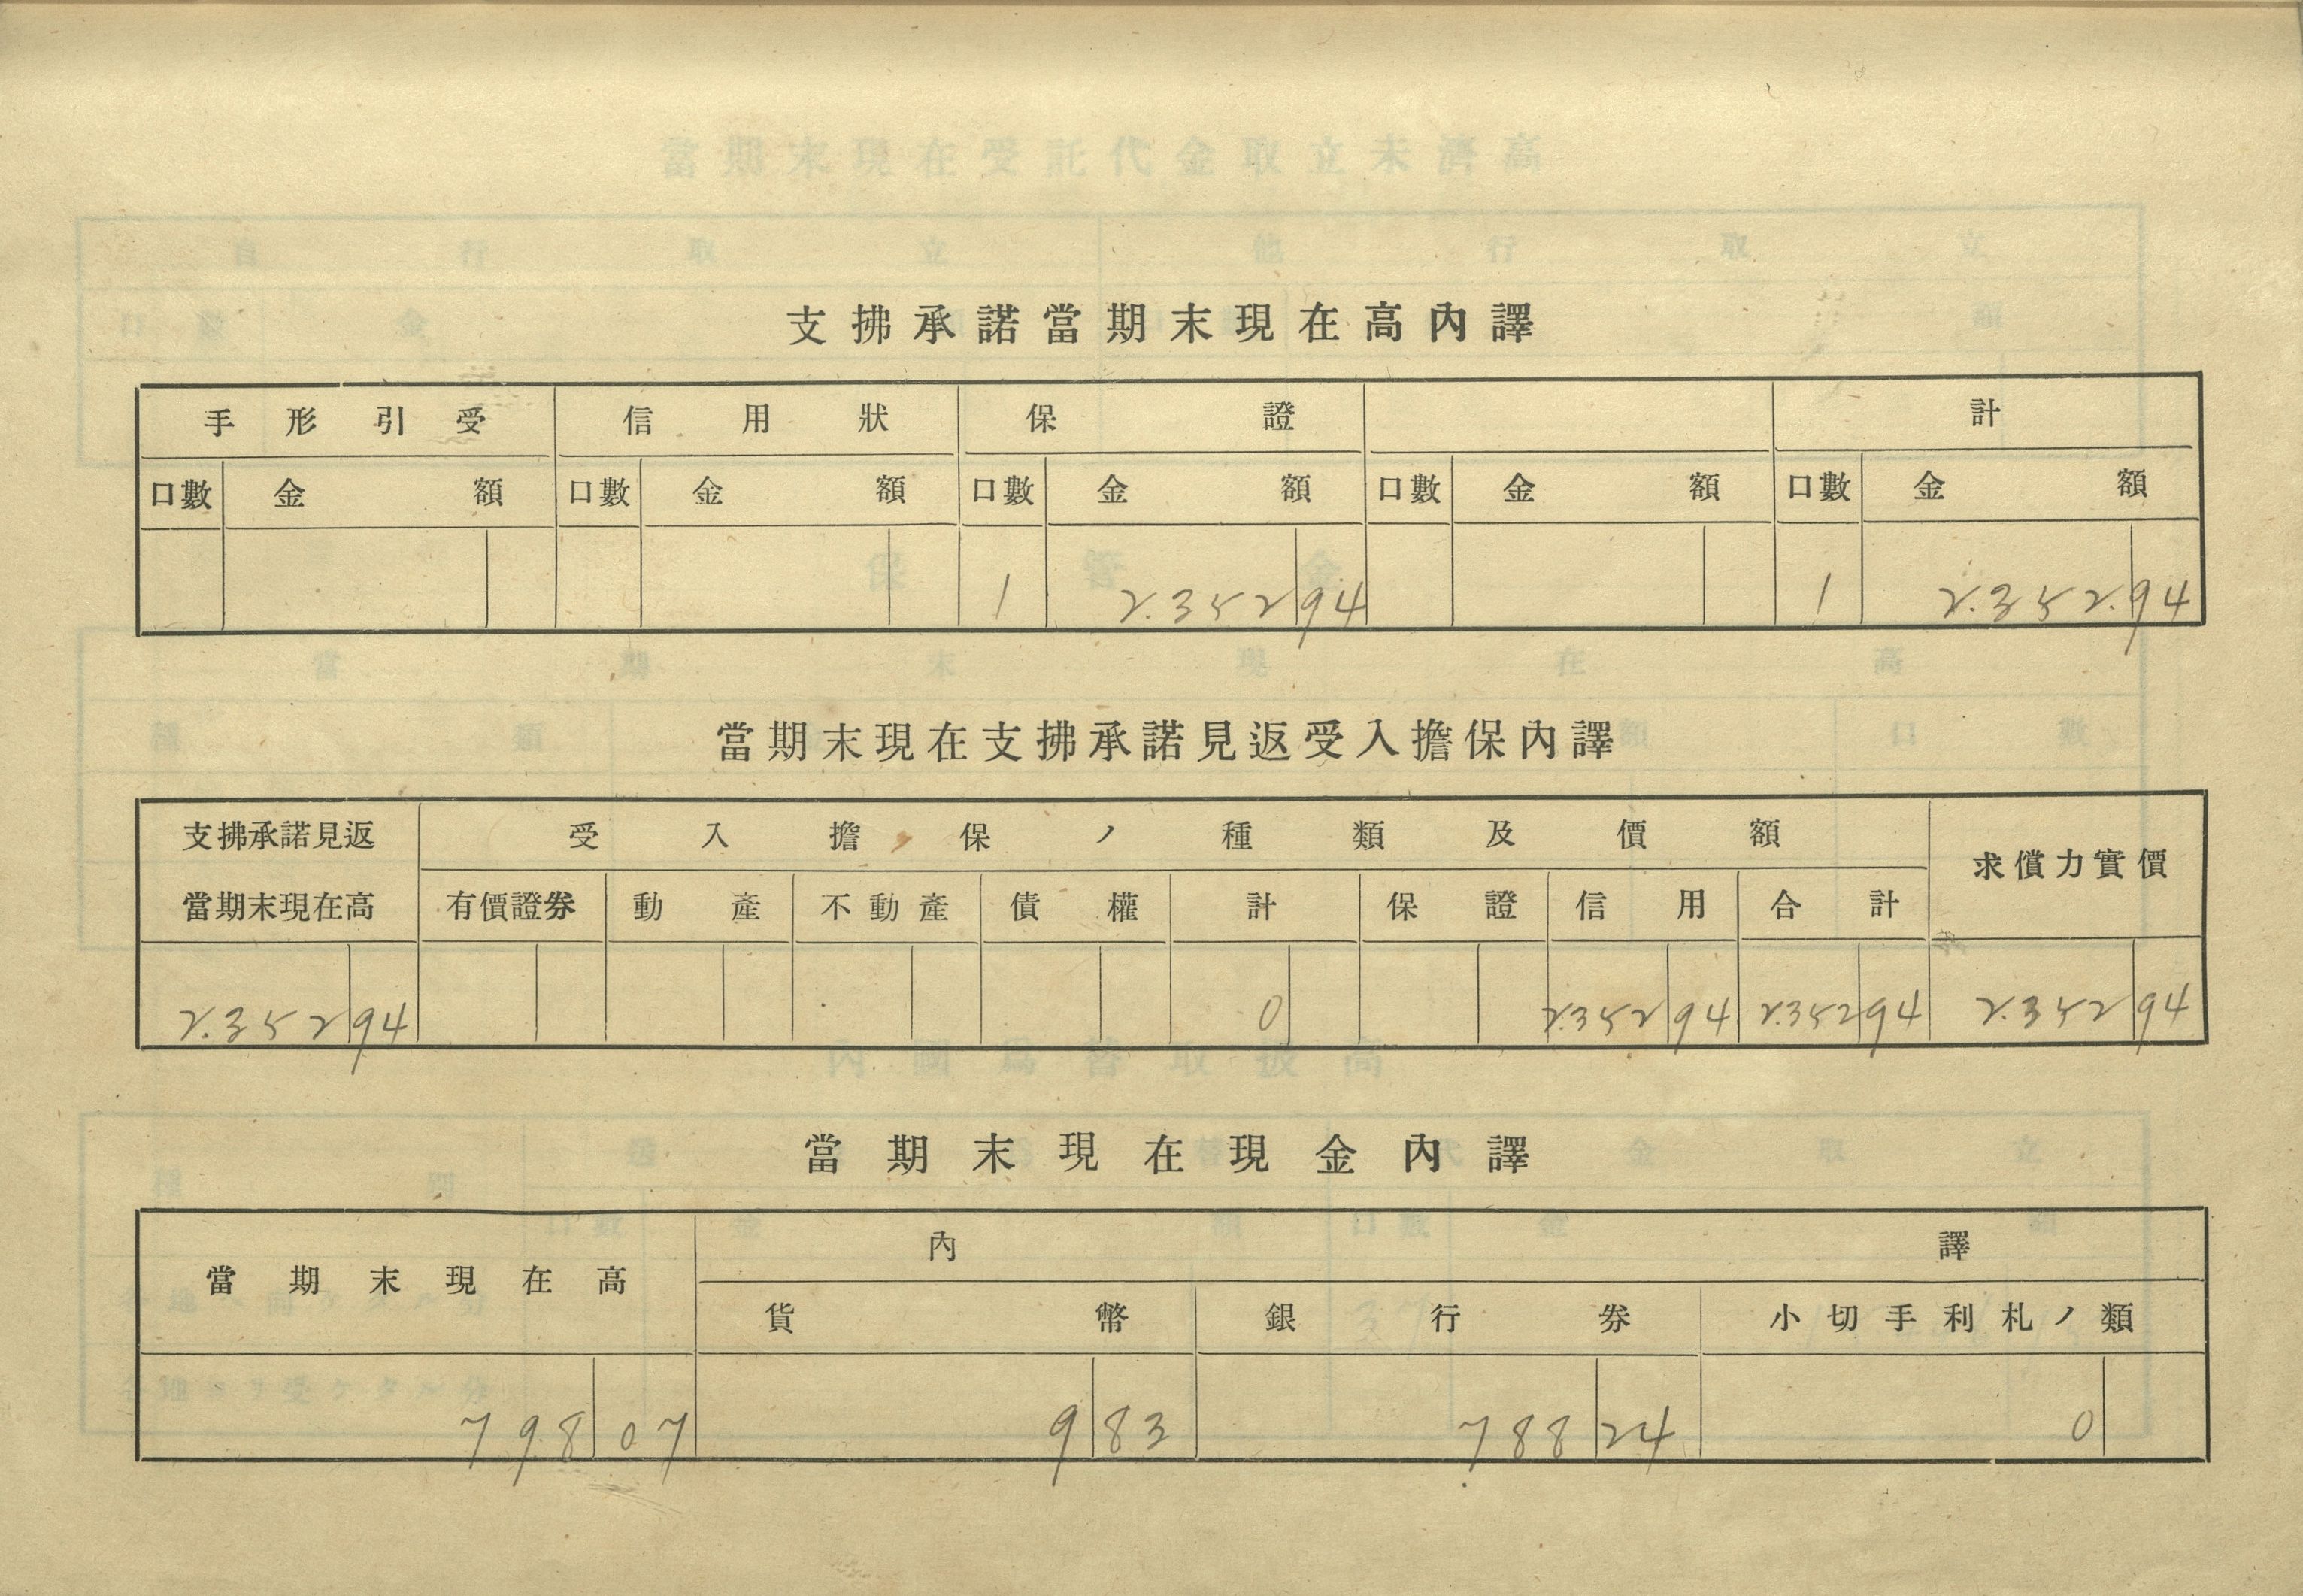 支拂承諾當期末現在高內譯
手形引受 信用狀 保證 計
口數 金額 口數 金額 口數 金額 口數 金額 口數 金額
1 2.352 94 1 2.352.94
當期末現在支拂承諾見返受入擔保內譯
支拂承諾見返 受入擔保ノ種類及價額 求償力實價
當期末現在高 有價證券 動產 不動產 債權 計 保證 信用 合計
2.352 94 0 2.352 94 2.352 94 2.352 94
當期末現在現金內譯
當期末現在高 內譯
貨幣 銀行券 小切手利札ノ類
798 07 9 83 788 24 0